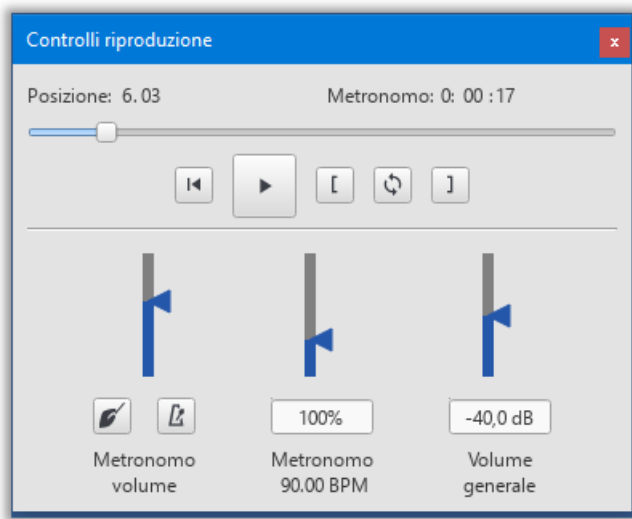 Controlli riproduzione x
Posizione: 6.03 Metronomo: 0: 00 :17
[ ]
100% -40,0 dB
Metronomo Metronomo Volume
volume 90.00 BPM generale